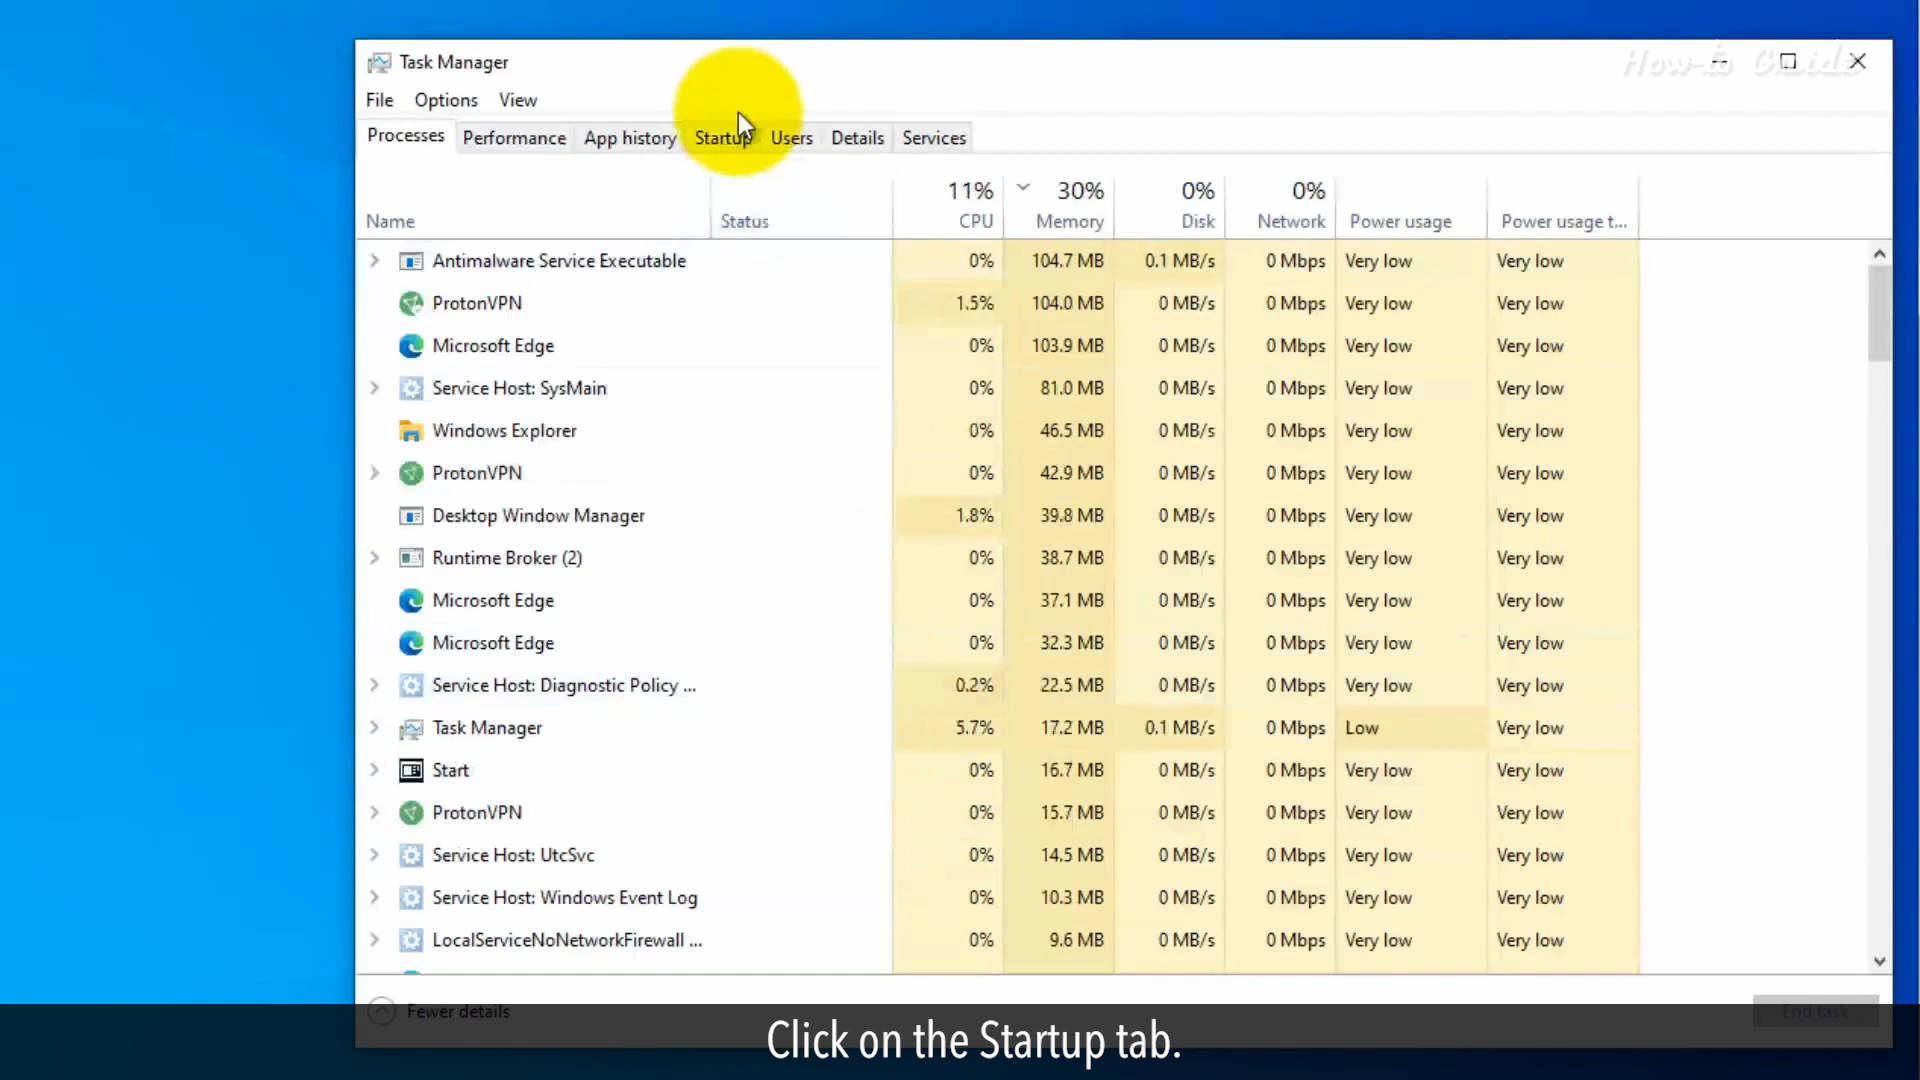 Task Manager
How-to Guide
File Options View
Processes Performance App history Startup Users Details Services
11% 30% 0% 0%
Name Status CPU Memory Disk Network Power usage Power usage t...
Antimalware Service Executable 0% 104.7 MB 0.1 MB/s 0 Mbps Very low Very low
ProtonVPN 1.5% 104.0 MB 0 MB/s 0 Mbps Very low Very low
Microsoft Edge 0% 103.9 MB 0 MB/s 0 Mbps Very low Very low
Service Host: SysMain 0% 81.0 MB 0 MB/s 0 Mbps Very low Very low
Windows Explorer 0% 46.5 MB 0 MB/s 0 Mbps Very low Very low
ProtonVPN 0% 42.9 MB 0 MB/s 0 Mbps Very low Very low
Desktop Window Manager 1.8% 39.8 MB 0 MB/s 0 Mbps Very low Very low
Runtime Broker (2) 0% 38.7 MB 0 MB/s 0 Mbps Very low Very low
Microsoft Edge 0% 37.1 MB 0 MB/s 0 Mbps Very low Very low
Microsoft Edge 0% 32.3 MB 0 MB/s 0 Mbps Very low Very low
Service Host: Diagnostic Policy ... 0.2% 22.5 MB 0 MB/s 0 Mbps Very low Very low
Task Manager 5.7% 17.2 MB 0.1 MB/s 0 Mbps Low Very low
Start 0% 16.7 MB 0 MB/s 0 Mbps Very low Very low
ProtonVPN 0% 15.7 MB 0 MB/s 0 Mbps Very low Very low
Service Host: UtcSvc 0% 14.5 MB 0 MB/s 0 Mbps Very low Very low
Service Host: Windows Event Log 0% 10.3 MB 0 MB/s 0 Mbps Very low Very low
LocalServiceNoNetworkFirewall ... 0% 9.6 MB 0 MB/s 0 Mbps Very low Very low
Fewer details End task
Click on the Startup tab.